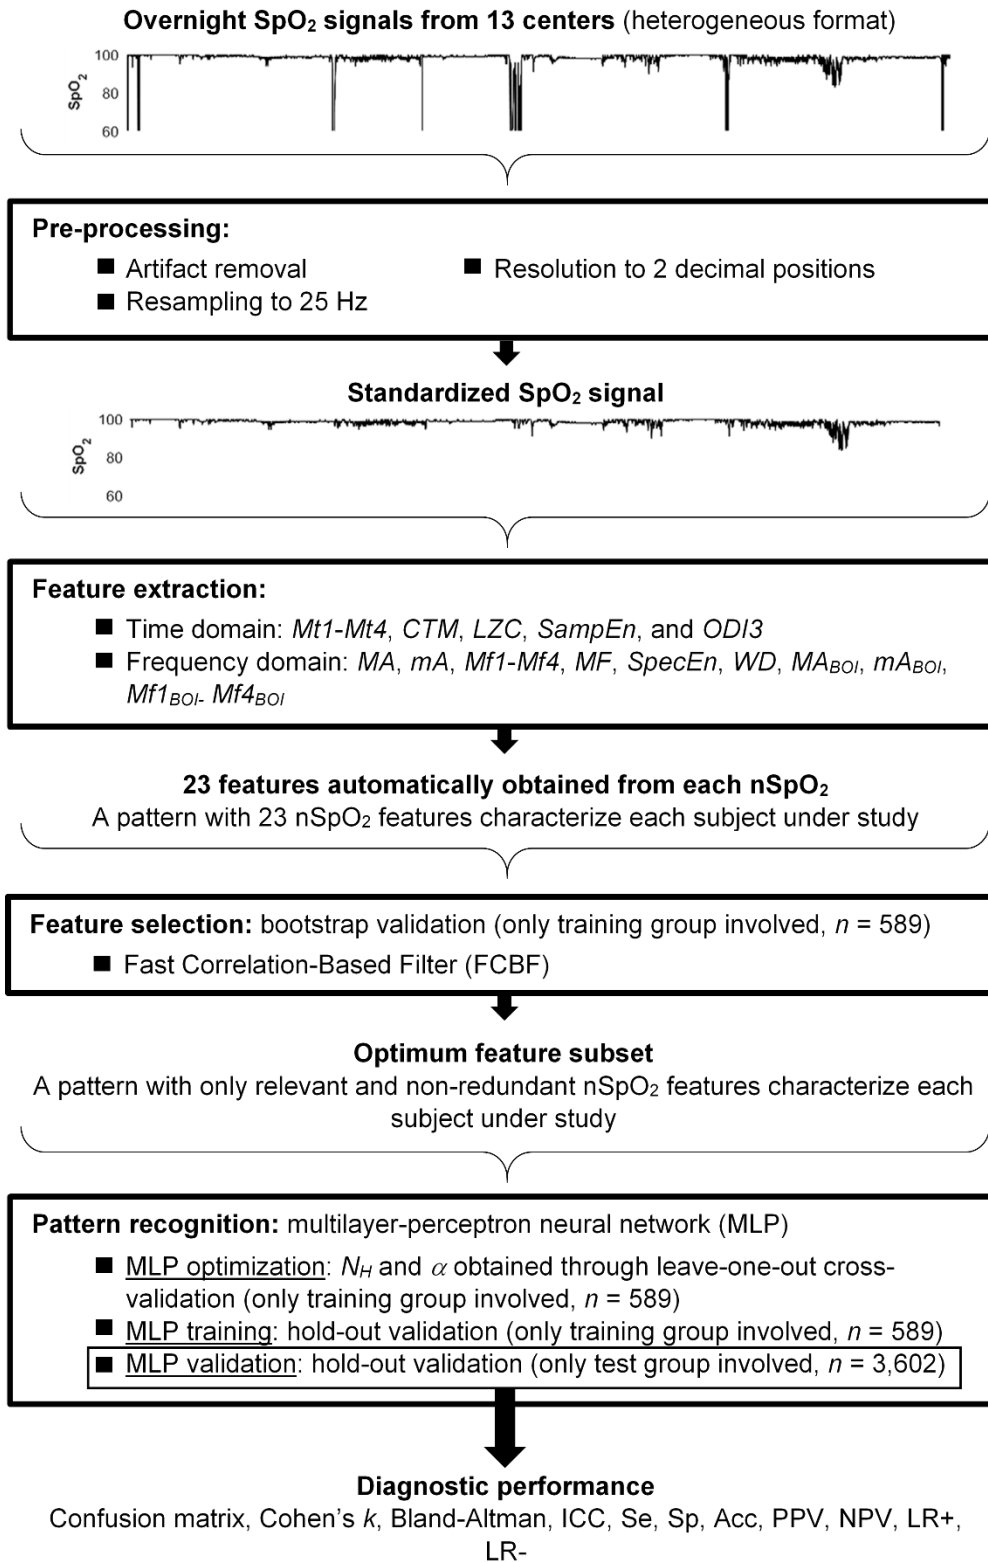 Overnight SpO₂ signals from 13 centers (heterogeneous format)
100
80
60
SpO₂
Pre-processing:
■ Artifact removal
■ Resolution to 2 decimal positions
■ Resampling to 25 Hz
Standardized SpO₂ signal
100
80
60
SpO₂
Feature extraction:
■ Time domain: Mt1-Mt4, CTM, LZC, SampEn, and ODI3
■ Frequency domain: MA, mA, Mf1-Mf4, MF, SpecEn, WD, MA_BOI, mA_BOI,
Mf1_BOI- Mf4_BOI
23 features automatically obtained from each nSpO₂
A pattern with 23 nSpO₂ features characterize each subject under study
Feature selection: bootstrap validation (only training group involved, n = 589)
■ Fast Correlation-Based Filter (FCBF)
Optimum feature subset
A pattern with only relevant and non-redundant nSpO₂ features characterize each
subject under study
Pattern recognition: multilayer-perceptron neural network (MLP)
■ MLP optimization: N_H and α obtained through leave-one-out cross-
validation (only training group involved, n = 589)
■ MLP training: hold-out validation (only training group involved, n = 589)
■ MLP validation: hold-out validation (only test group involved, n = 3,602)
Diagnostic performance
Confusion matrix, Cohen's k, Bland-Altman, ICC, Se, Sp, Acc, PPV, NPV, LR+,
LR-